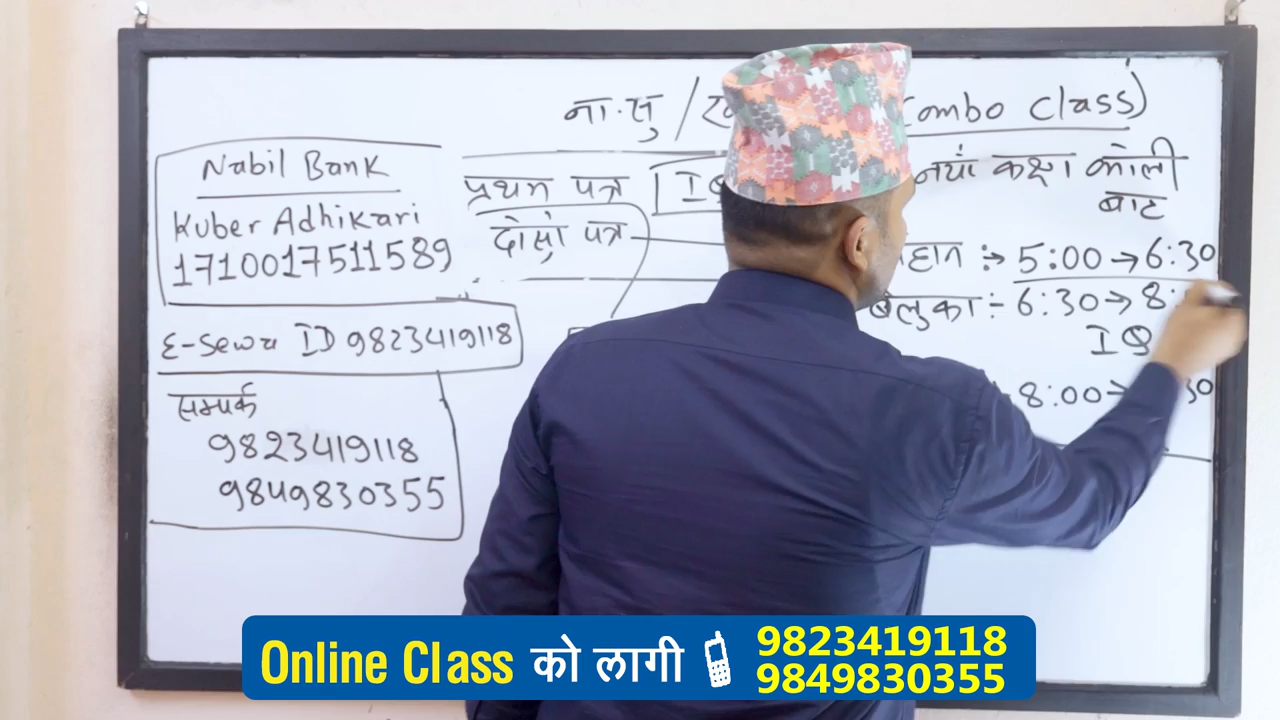 ना.सु / Combo Class)
Nabil Bank
Kuber Adhikari
1710017511589
E-sewa ID 9823419118
सम्पर्क
9823419118
9849830355
प्रथम पत्र
दोस्रो पत्र
नयाँ कक्षा भोली
बाट
5:00 → 6:30
बेलुका :- 6:30 → 8:
IQ
8:00 →
Online Class को लागी
9823419118
9849830355